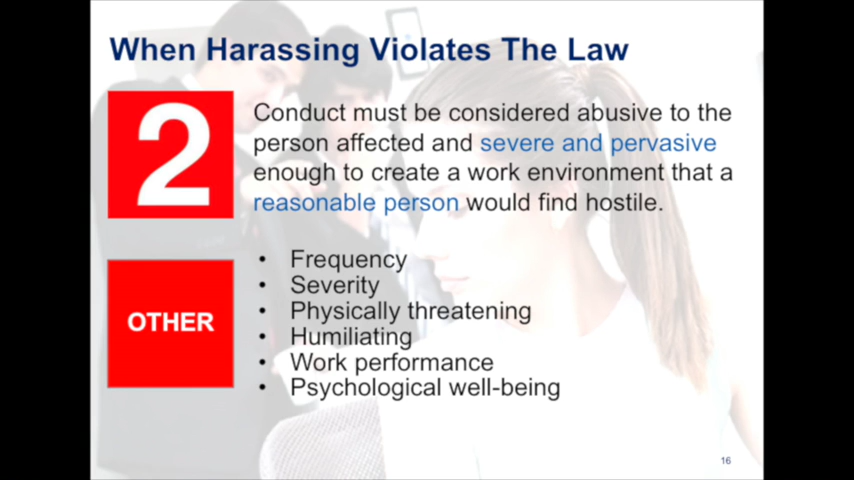 When Harassing Violates The Law
2
Conduct must be considered abusive to the
person affected and severe and pervasive
enough to create a work environment that a
reasonable person would find hostile.
OTHER
• Frequency
• Severity
• Physically threatening
• Humiliating
• Work performance
• Psychological well-being
16